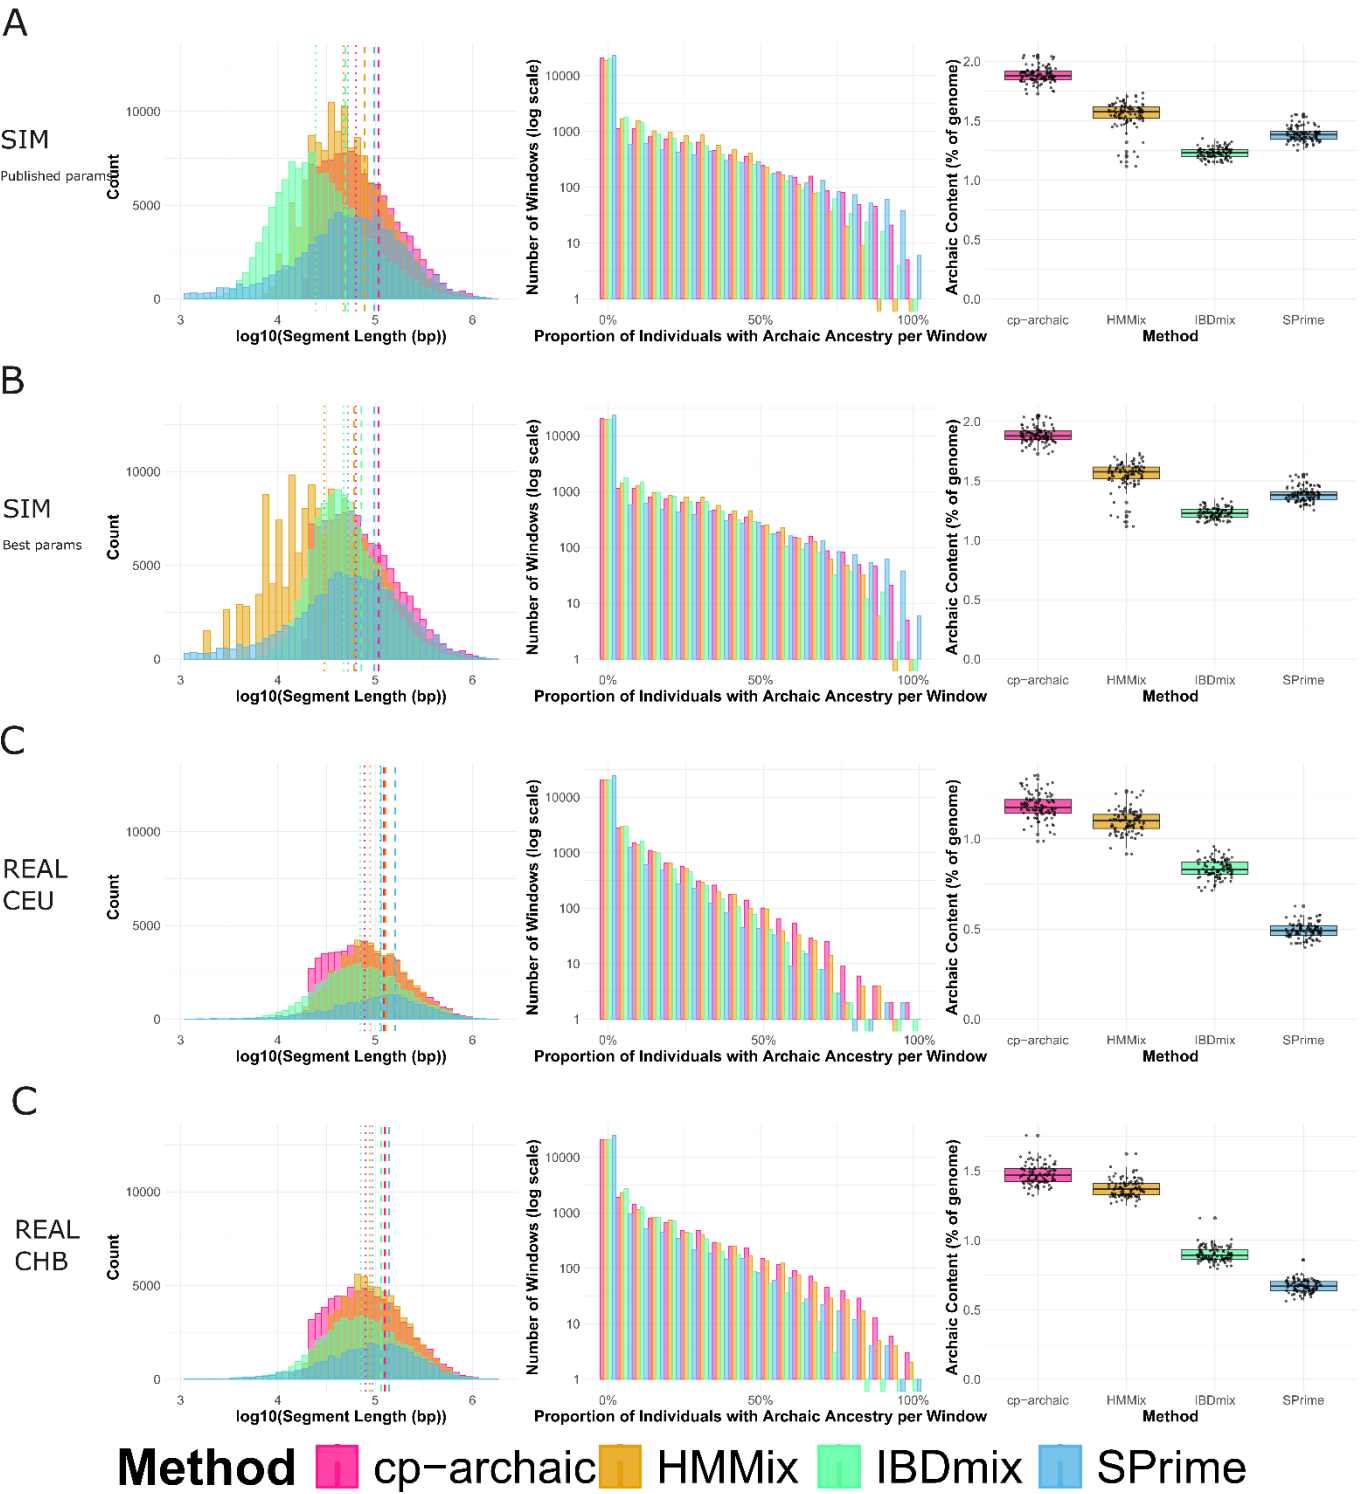 A
SIM
Published params
Count
10000
5000
0
3
4
5
6
log10(Segment Length (bp))
Number of Windows (log scale)
10000
1000
100
10
1
0%
50%
100%
Proportion of Individuals with Archaic Ancestry per Window
Archaic Content (% of genome)
2.0
1.5
1.0
0.5
0.0
cp-archaic
HMMix
IBDmix
SPrime
Method
B
SIM
Best params
Count
10000
5000
0
3
4
5
6
log10(Segment Length (bp))
Number of Windows (log scale)
10000
1000
100
10
1
0%
50%
100%
Proportion of Individuals with Archaic Ancestry per Window
Archaic Content (% of genome)
2.0
1.5
1.0
0.5
0.0
cp-archaic
HMMix
IBDmix
SPrime
Method
C
REAL
CEU
Count
10000
5000
0
3
4
5
6
log10(Segment Length (bp))
Number of Windows (log scale)
10000
1000
100
10
1
0%
50%
100%
Proportion of Individuals with Archaic Ancestry per Window
Archaic Content (% of genome)
1.0
0.5
0.0
cp-archaic
HMMix
IBDmix
SPrime
Method
C
REAL
CHB
Count
10000
5000
0
3
4
5
6
log10(Segment Length (bp))
Number of Windows (log scale)
10000
1000
100
10
1
0%
50%
100%
Proportion of Individuals with Archaic Ancestry per Window
Archaic Content (% of genome)
1.5
1.0
0.5
0.0
cp-archaic
HMMix
IBDmix
SPrime
Method
Method cp-archaic HMMix IBDmix SPrime